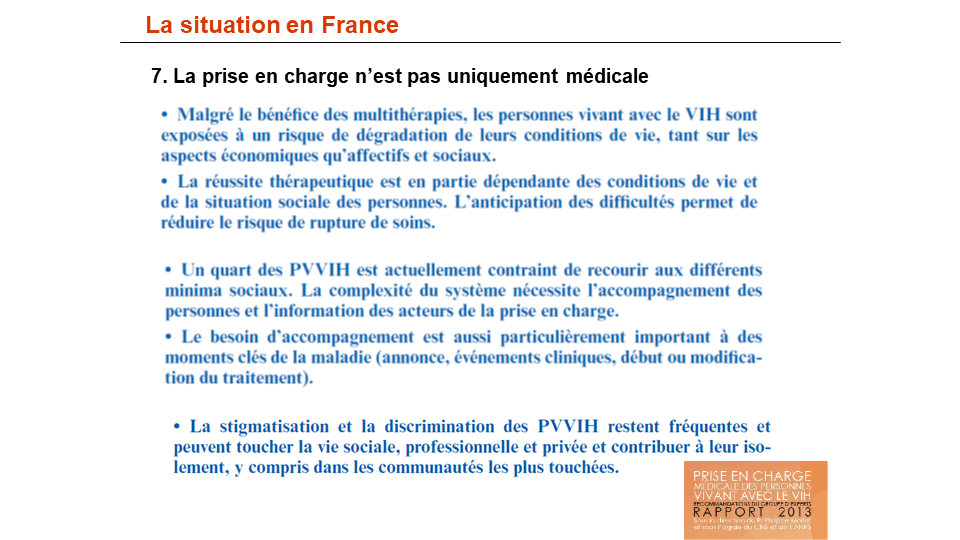 La situation en France
7. La prise en charge n’est pas uniquement médicale
• Malgré le bénéfice des multithérapies, les personnes vivant avec le VIH sont
exposées à un risque de dégradation de leurs conditions de vie, tant sur les
aspects économiques qu’affectifs et sociaux.
• La réussite thérapeutique est en partie dépendante des conditions de vie et
de la situation sociale des personnes. L’anticipation des difficultés permet de
réduire le risque de rupture de soins.
• Un quart des PVVIH est actuellement contraint de recourir aux différents
minima sociaux. La complexité du système nécessite l’accompagnement des
personnes et l’information des acteurs de la prise en charge.
• Le besoin d’accompagnement est aussi particulièrement important à des
moments clés de la maladie (annonce, événements cliniques, début ou modifica-
tion du traitement).
• La stigmatisation et la discrimination des PVVIH restent fréquentes et
peuvent toucher la vie sociale, professionnelle et privée et contribuer à leur iso-
lement, y compris dans les communautés les plus touchées.
PRISE EN CHARGE
MÉDICALE DES PERSONNES
VIVANT AVEC LE VIH
RECOMMANDATIONS DU GROUPE D’EXPERTS
RAPPORT 2013
Sous la direction du Pr Philippe Morlat
et sous l’égide du CNS et de l’ANRS